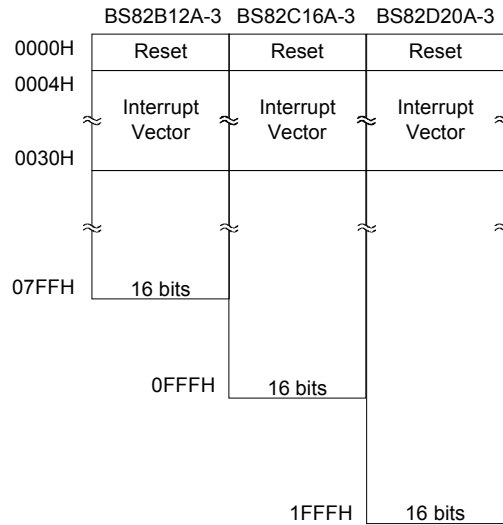 BS82B12A-3 BS82C16A-3 BS82D20A-3
0000H Reset Reset Reset
0004H
Interrupt Vector Interrupt Vector Interrupt Vector
0030H
07FFH 16 bits
0FFFH 16 bits
1FFFH 16 bits